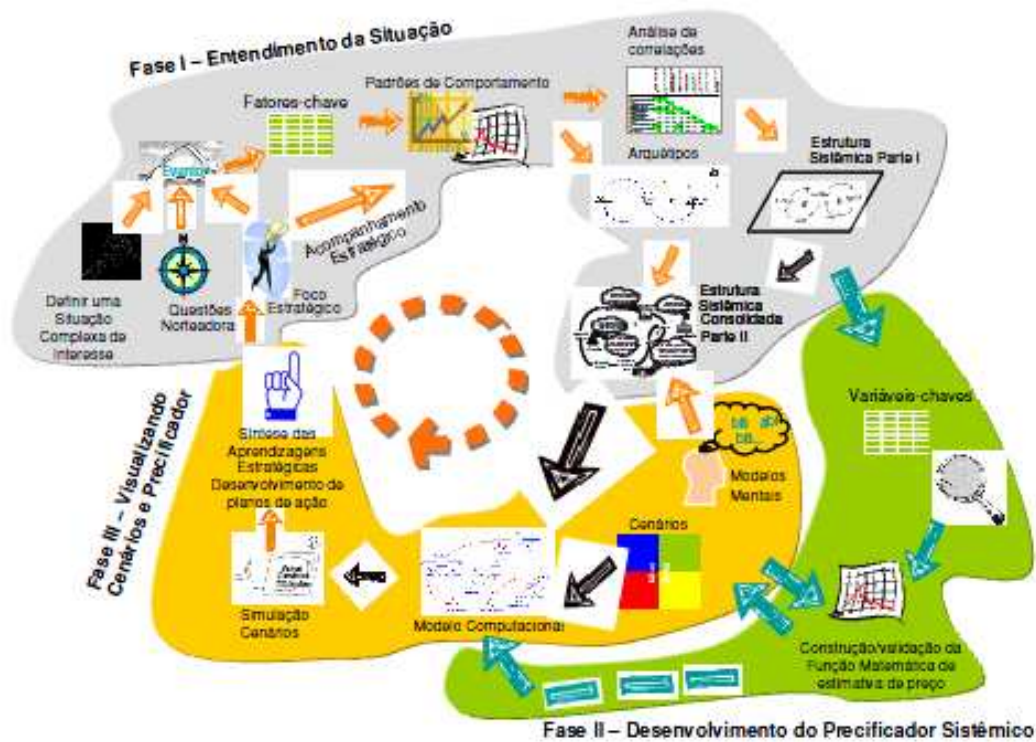 Fase I – Entendimento da Situação
Análise de
correlações
Padrões de Comportamento
Fatores-chave
Eventos
Arquétipos
Estrutura
Sistêmica Parte I
Acompanhamento
Estratégico
N
Definir uma
Situação
Complexa de
Interesse
Questões
Norteadora
Foco
Estratégico
Estrutura
Sistêmica
Consolidada
Parte II
Variáveis-chaves
Fase III – Visualizando
Cenários e Precificador
Síntese das
Aprendizagens
Estratégicas
Desenvolvimento de
planos de ação
Modelos
Mentais
Cenários
Simulação
Cenários
Modelo Computacional
Construção/validação da
Função Matemática de
estimativa de preço
Fase II – Desenvolvimento do Precificador Sistêmico